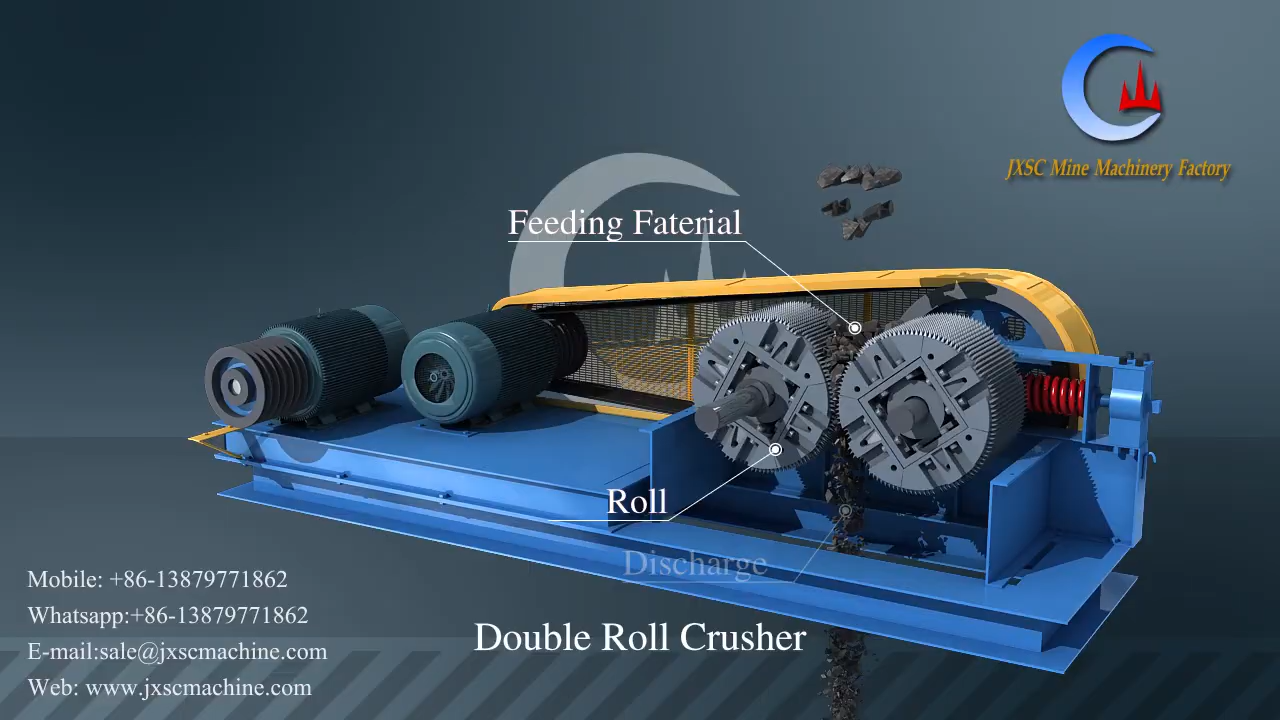 JXSC Mine Machinery Factory
Feeding Faterial
Roll
Discharge
Double Roll Crusher
Mobile: +86-13879771862
Whatsapp:+86-13879771862
E-mail:sale@jxscmachine.com
Web: www.jxscmachine.com